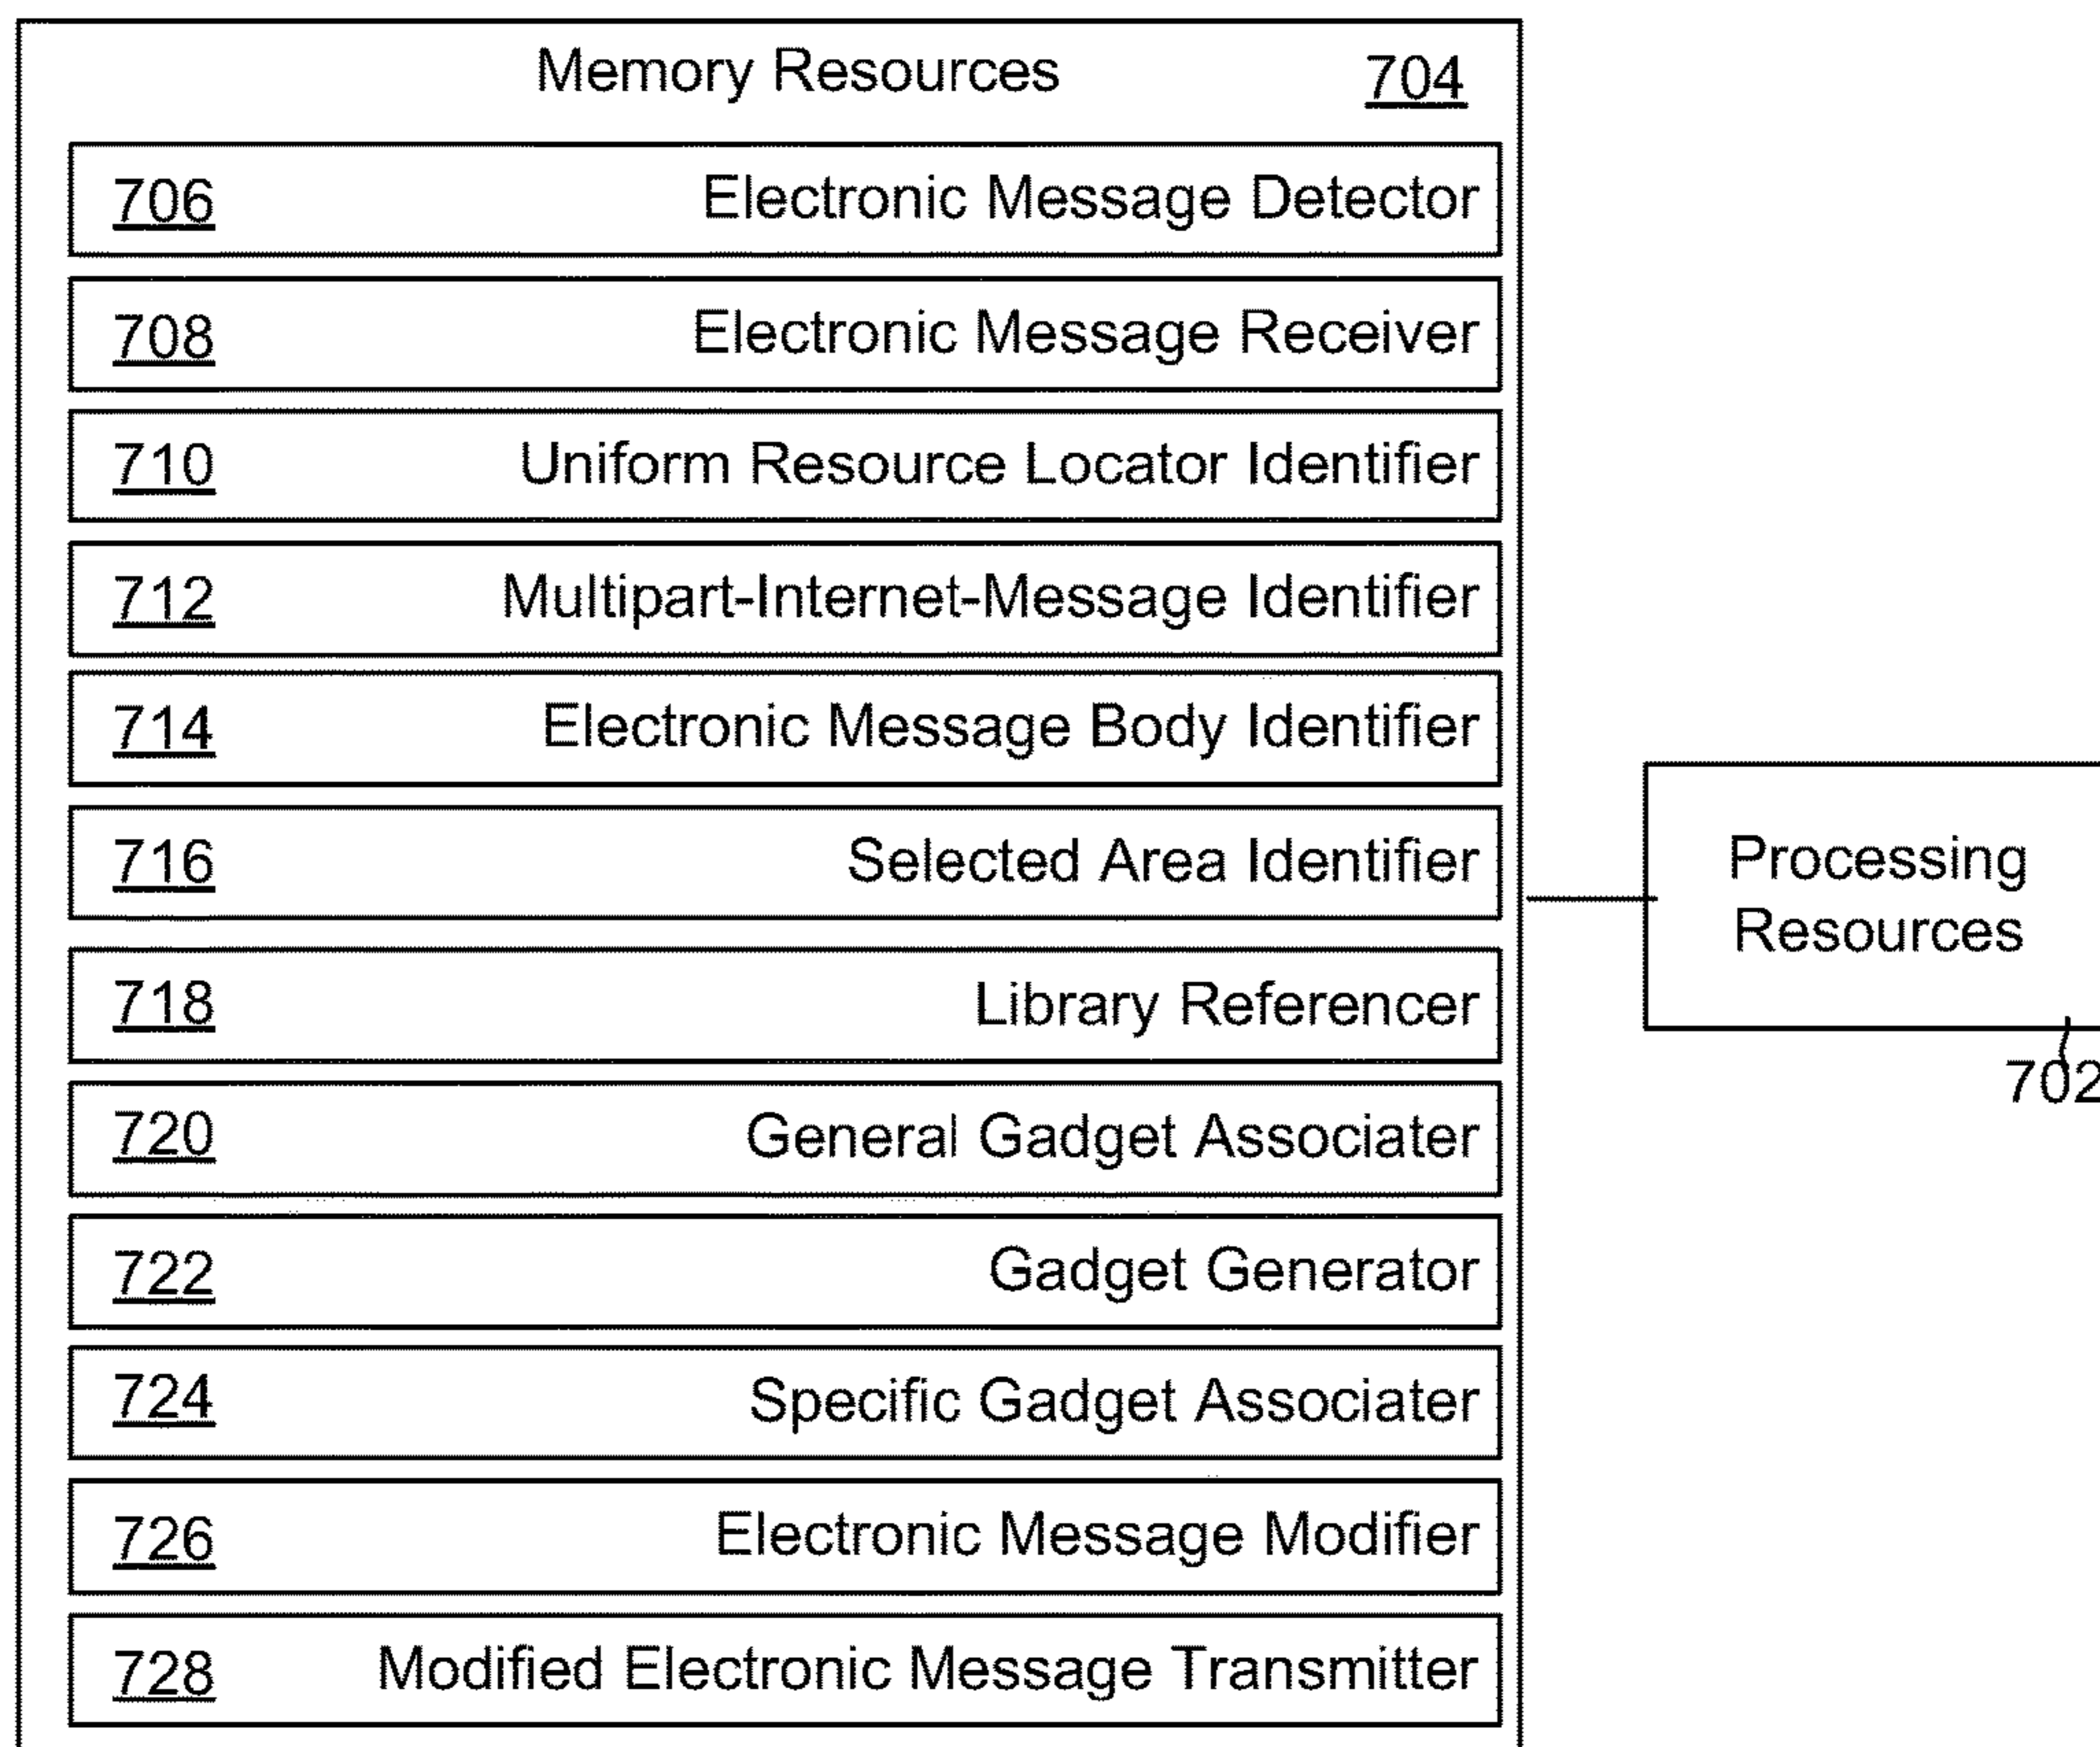 Memory Resources 704
706 Electronic Message Detector
708 Electronic Message Receiver
710 Uniform Resource Locator Identifier
712 Multipart-Internet-Message Identifier
714 Electronic Message Body Identifier
716 Selected Area Identifier
718 Library Referencer
720 General Gadget Associater
722 Gadget Generator
724 Specific Gadget Associater
726 Electronic Message Modifier
728 Modified Electronic Message Transmitter
Processing
Resources
702